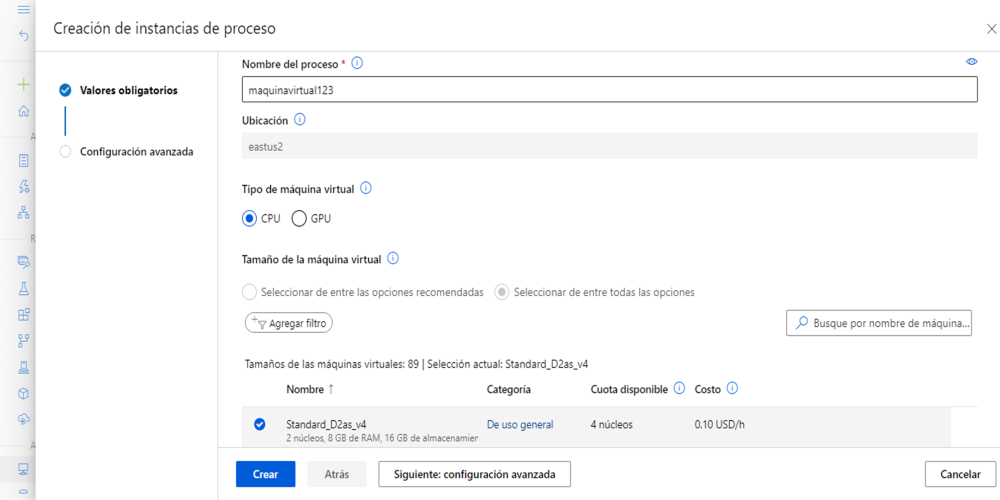 Creación de instancias de proceso
Valores obligatorios
Configuración avanzada
Nombre del proceso *
maquinavirtual123
Ubicación
eastus2
Tipo de máquina virtual
CPU GPU
Tamaño de la máquina virtual
Seleccionar de entre las opciones recomendadas Seleccionar de entre todas las opciones
Agregar filtro Busque por nombre de máquina...
Tamaños de las máquinas virtuales: 89 | Selección actual: Standard_D2as_v4
Nombre ↑ Categoría Cuota disponible Costo
Standard_D2as_v4 De uso general 4 núcleos 0.10 USD/h
2 núcleos, 8 GB de RAM, 16 GB de almacenamien
Crear Atrás Siguiente: configuración avanzada Cancelar